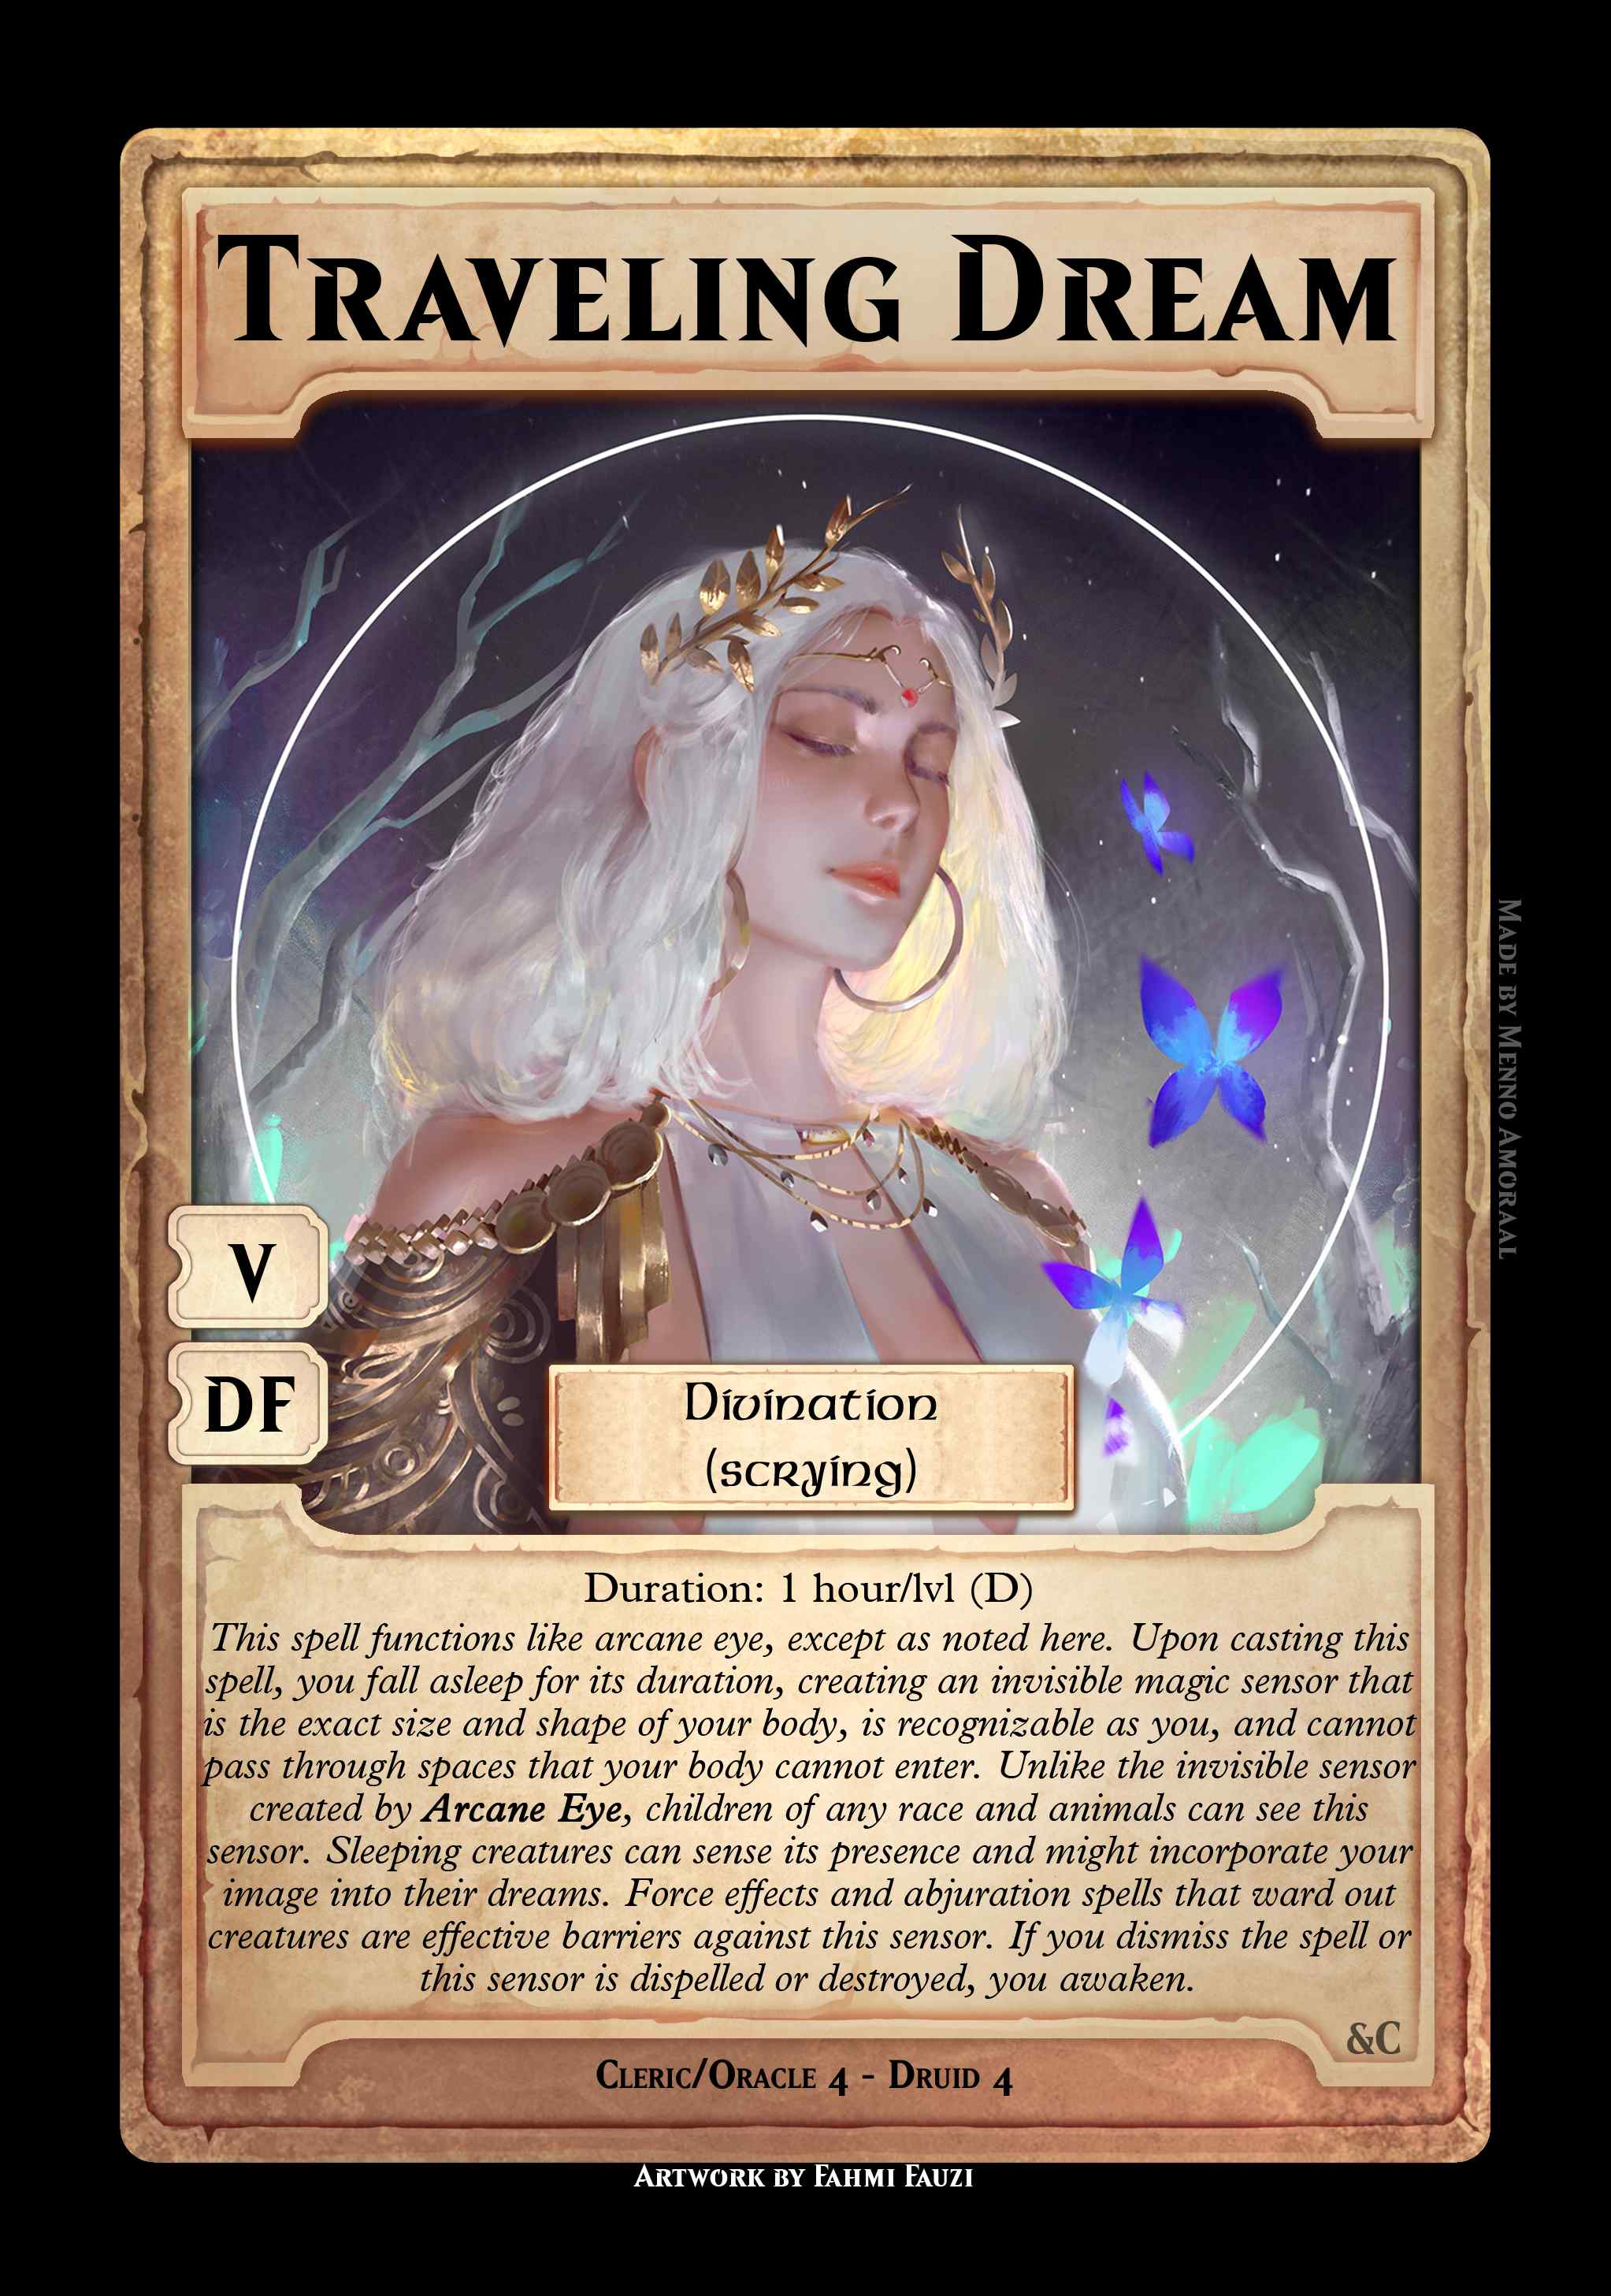 Traveling Dream
V
DF
Divination
(scrying)
Duration: 1 hour/lvl (D)
This spell functions like arcane eye, except as noted here. Upon casting this
spell, you fall asleep for its duration, creating an invisible magic sensor that
is the exact size and shape of your body, is recognizable as you, and cannot
pass through spaces that your body cannot enter. Unlike the invisible sensor
created by Arcane Eye, children of any race and animals can see this
sensor. Sleeping creatures can sense its presence and might incorporate your
image into their dreams. Force effects and abjuration spells that ward out
creatures are effective barriers against this sensor. If you dismiss the spell or
this sensor is dispelled or destroyed, you awaken.
&C
Cleric/Oracle 4 - Druid 4
Artwork by Fahmi Fauzi
Made by Menno Amoraal